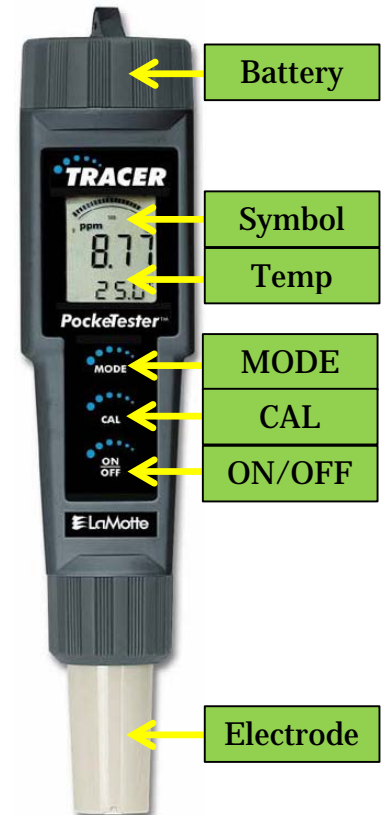 Battery
TRACER
Symbol
ppm
8.77
Temp
25.0
PockeTester™
MODE
MODE
CAL
CAL
ON/OFF
ON
OFF
LaMotte
Electrode